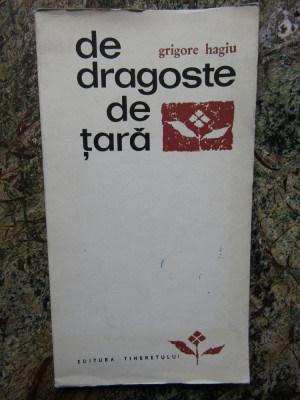 de
grigore hagiu
dragoste
de
țară
EDITURA TINERETULUI